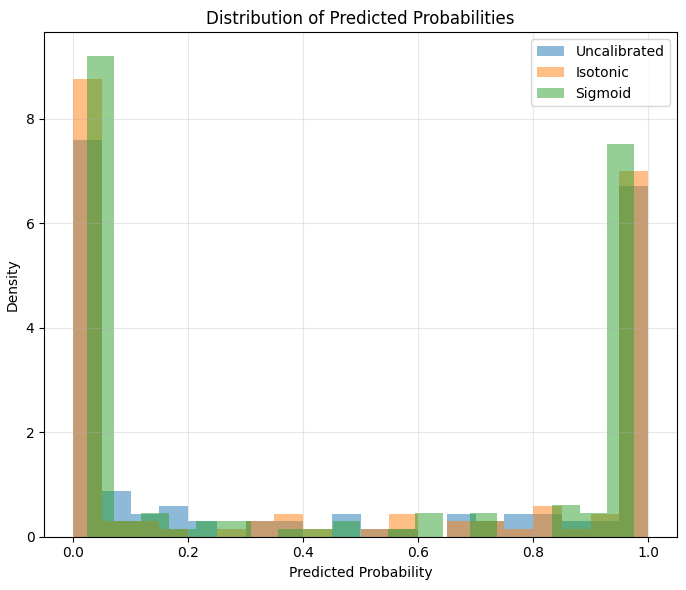 Distribution of Predicted Probabilities
Uncalibrated
Isotonic
Sigmoid
8
6
4
2
0
Density
0.0 0.2 0.4 0.6 0.8 1.0
Predicted Probability